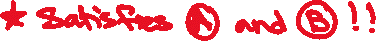 * Satisfies Ⓐ and Ⓑ !!